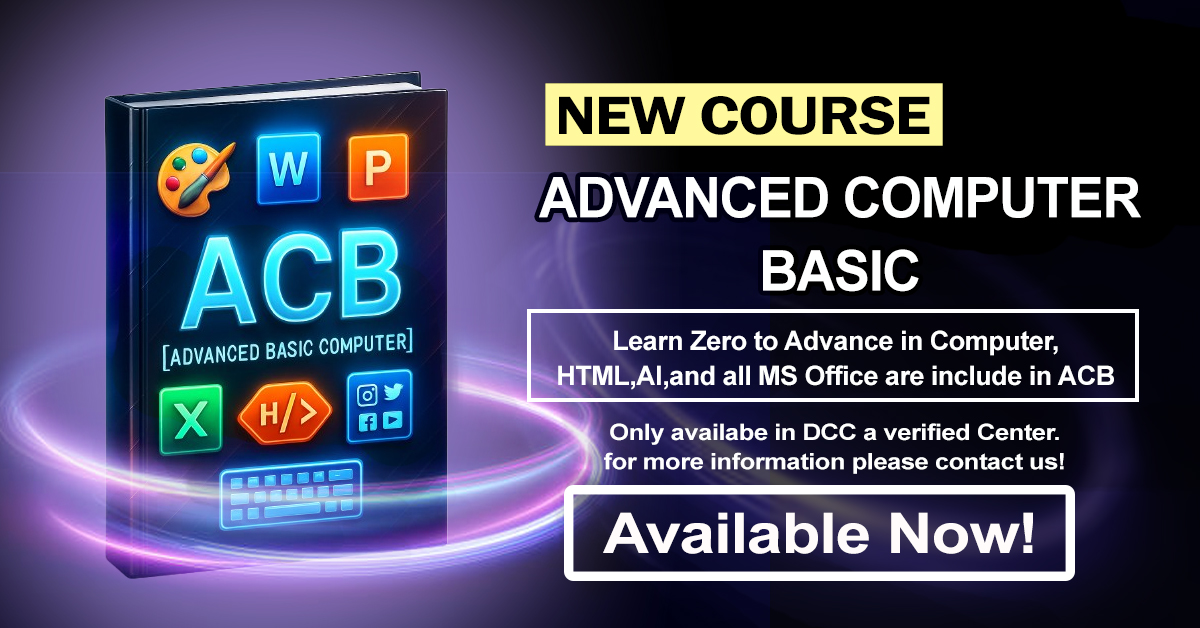 W P
ACB
[ADVANCED BASIC COMPUTER]
X H/>
NEW COURSE
ADVANCED COMPUTER
BASIC
Learn Zero to Advance in Computer,
HTML,AI,and all MS Office are include in ACB
Only availabe in DCC a verified Center.
for more information please contact us!
Available Now!